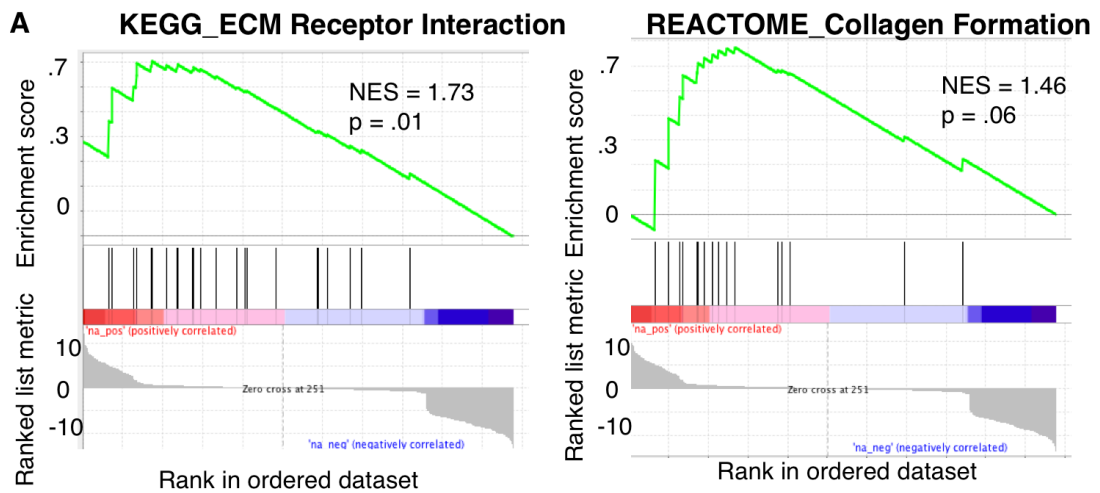 A
KEGG_ECM Receptor Interaction
Enrichment score
.7
.3
0
NES = 1.73
p = .01
Ranked list metric
'na_pos' (positively correlated)
10
0
-10
Zero cross at 251
'na_neg' (negatively correlated)
Rank in ordered dataset
REACTOME_Collagen Formation
Enrichment score
.7
.3
0
NES = 1.46
p = .06
Ranked list metric
'na_pos' (positively correlated)
10
0
-10
Zero cross at 251
'na_neg' (negatively correlated)
Rank in ordered dataset